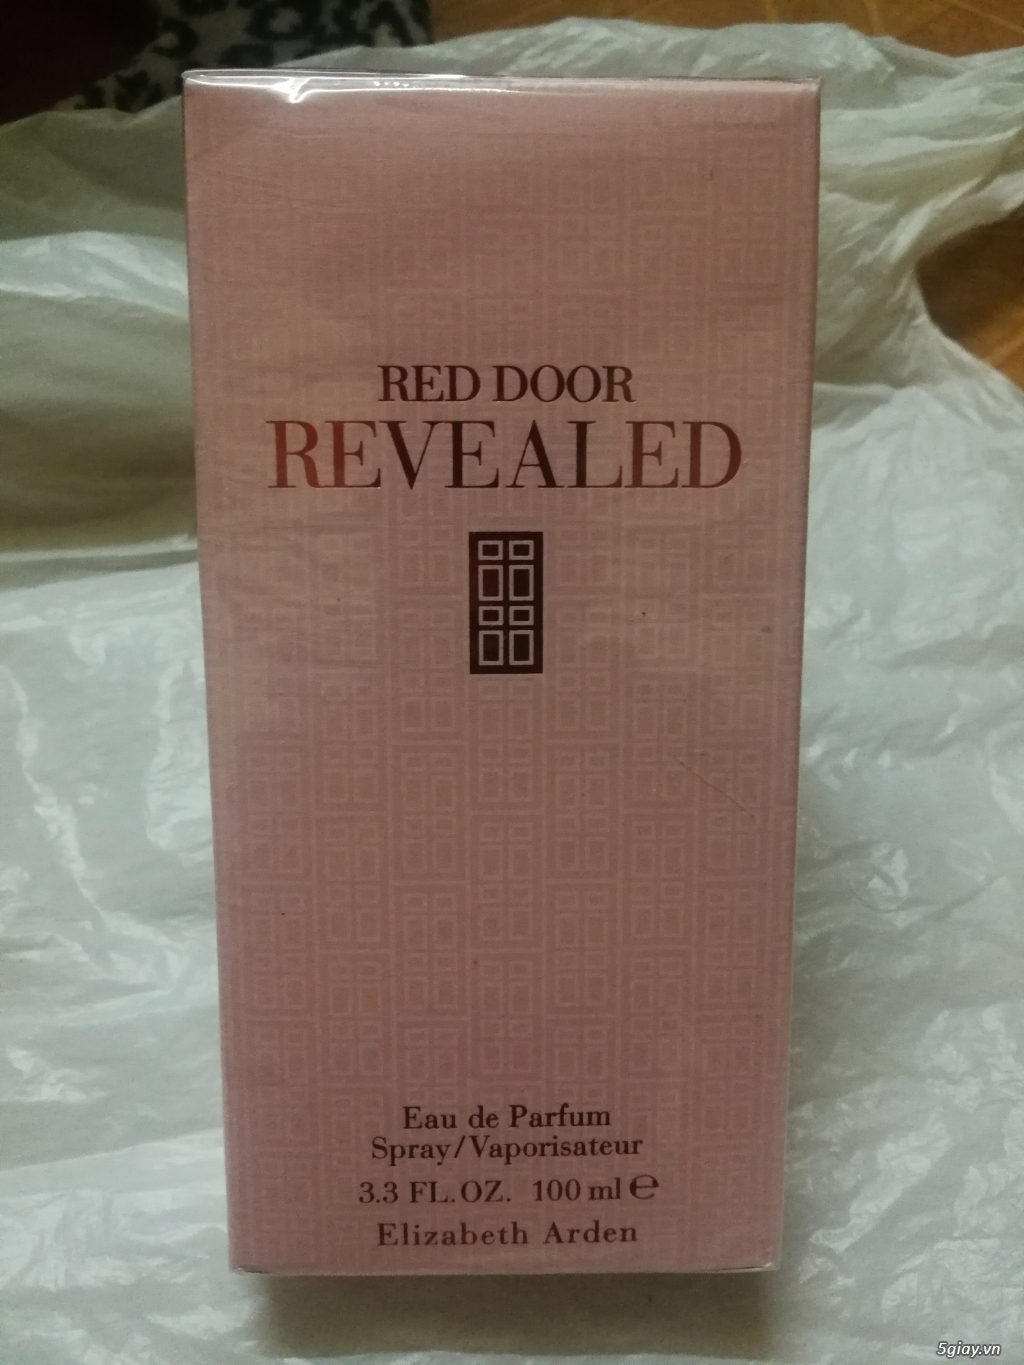 RED DOOR
REVEALED
Eau de Parfum
Spray/Vaporisateur
3.3 FL.OZ. 100 ml ℮
Elizabeth Arden
5giay.vn